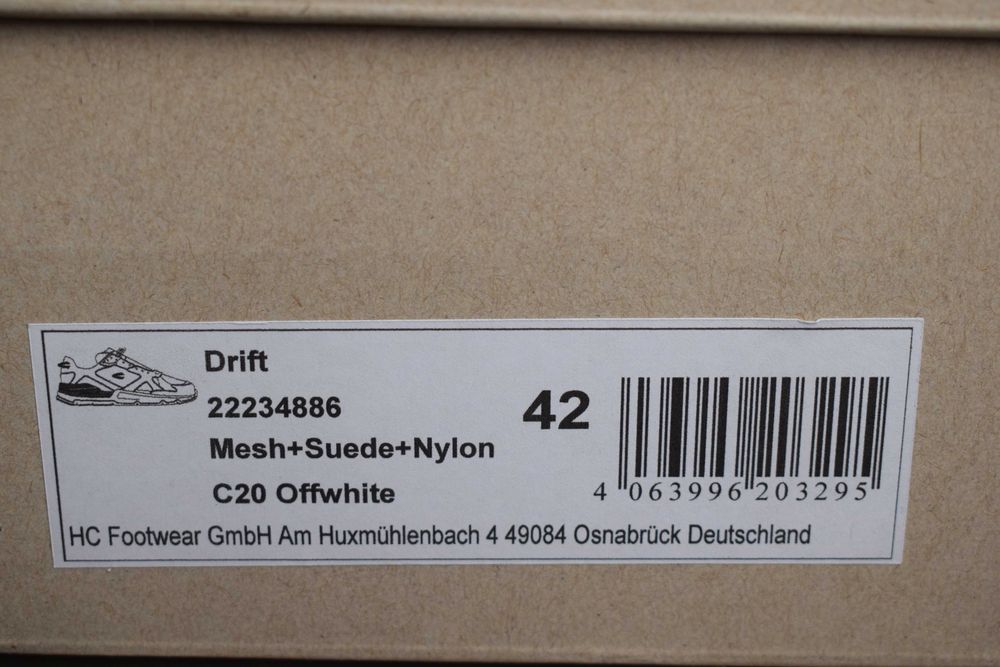 Drift
22234886
Mesh+Suede+Nylon
C20 Offwhite
42
4 063996 203295
HC Footwear GmbH Am Huxmühlenbach 4 49084 Osnabrück Deutschland